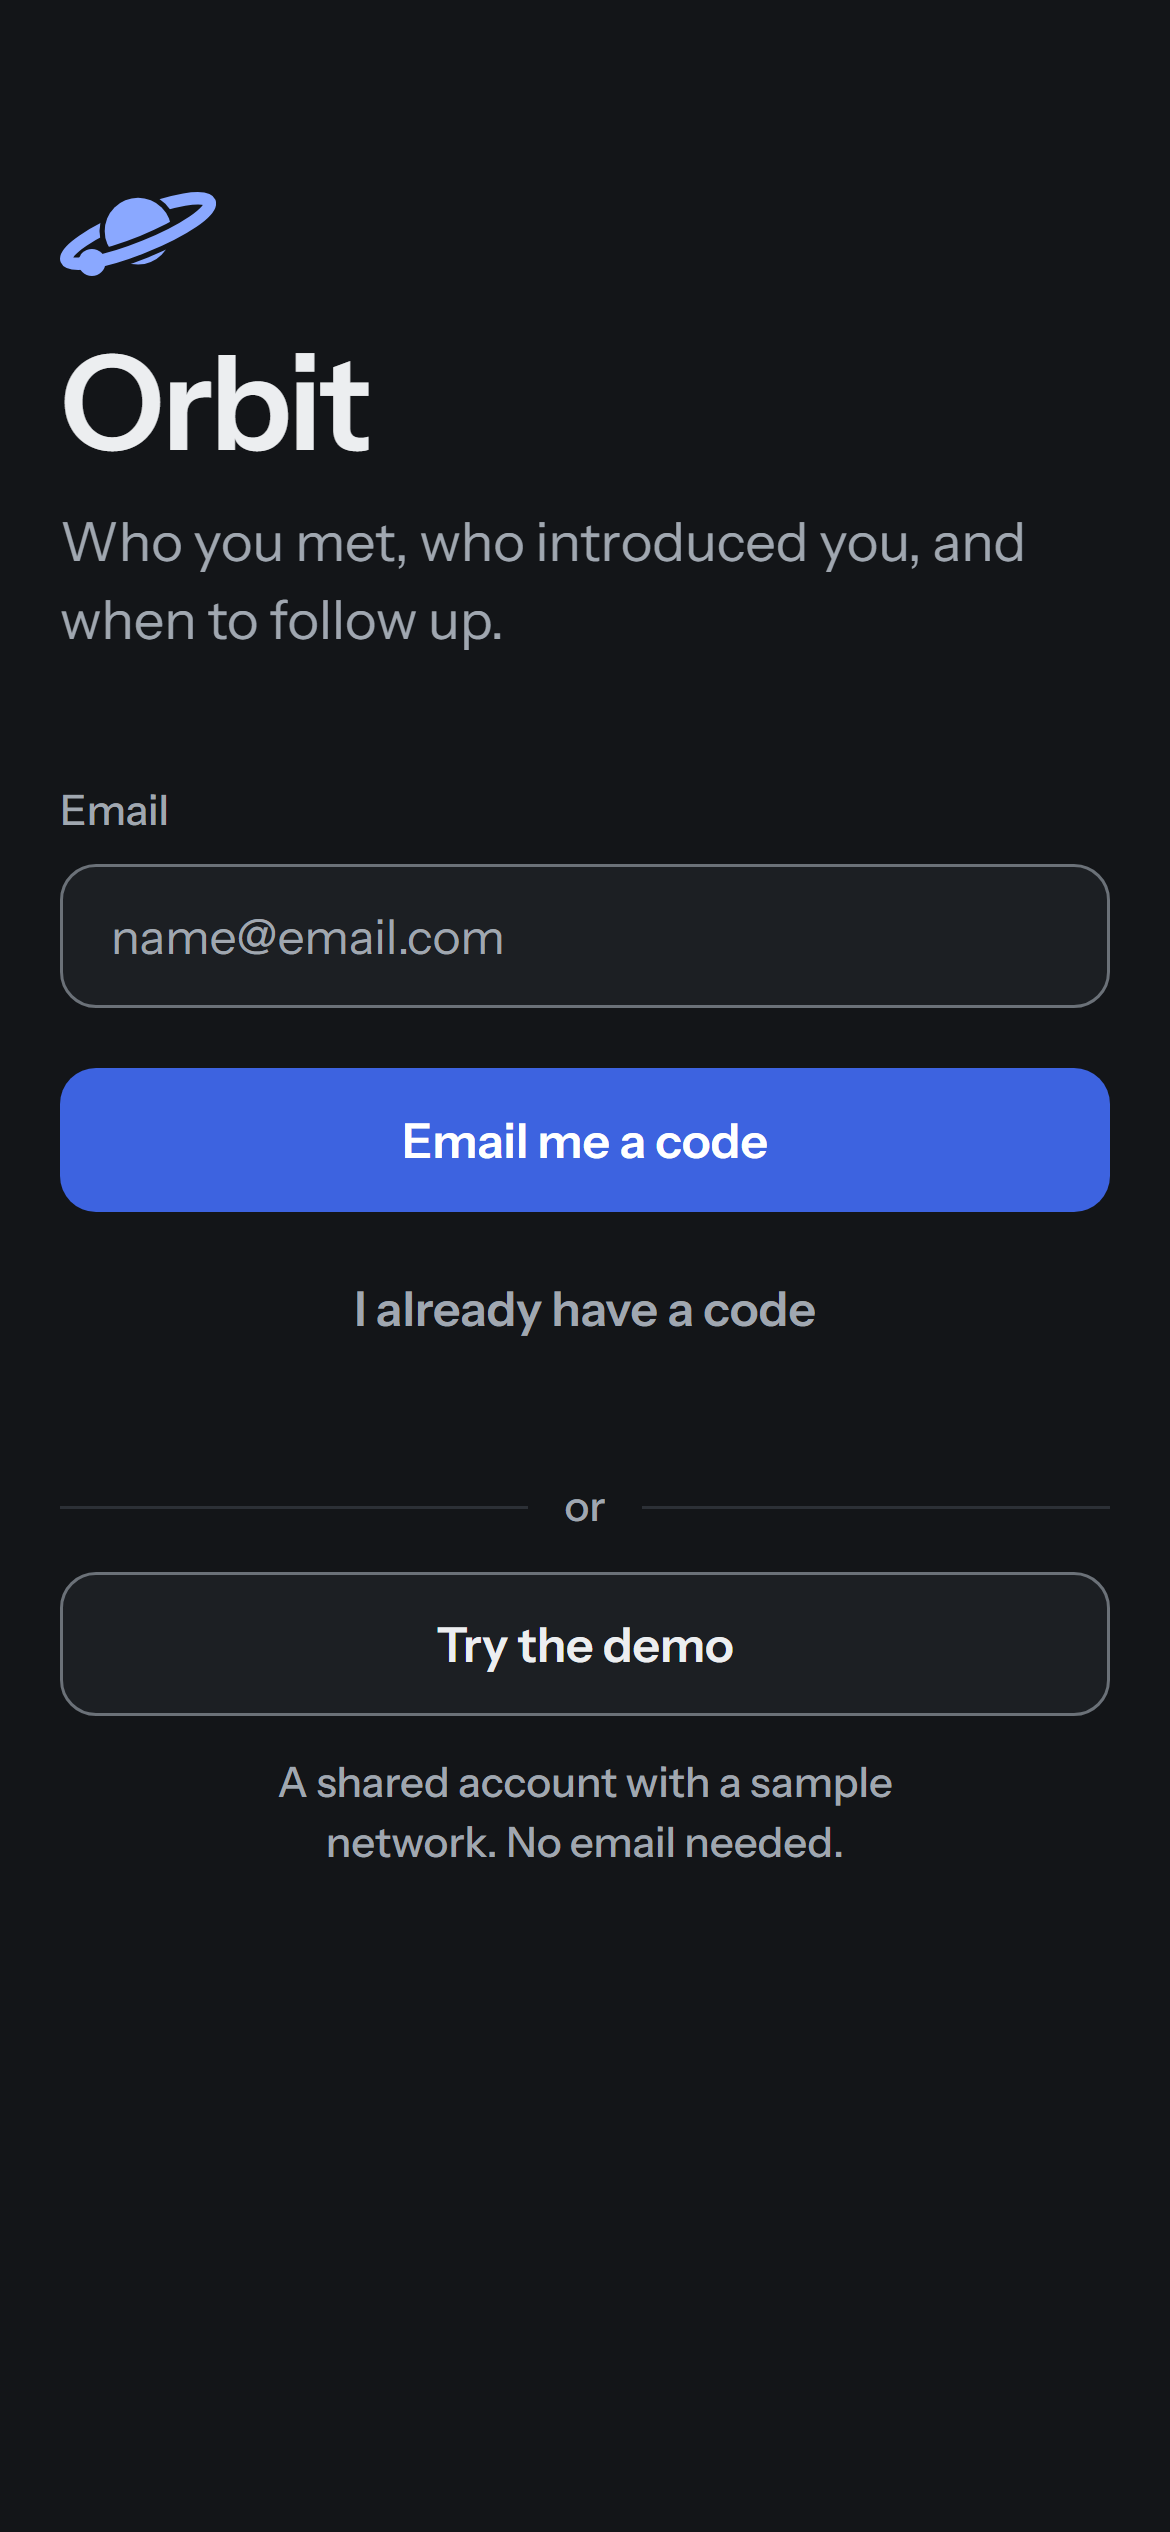 Orbit
Who you met, who introduced you, and
when to follow up.
Email
name@email.com
Email me a code
I already have a code
or
Try the demo
A shared account with a sample
network. No email needed.